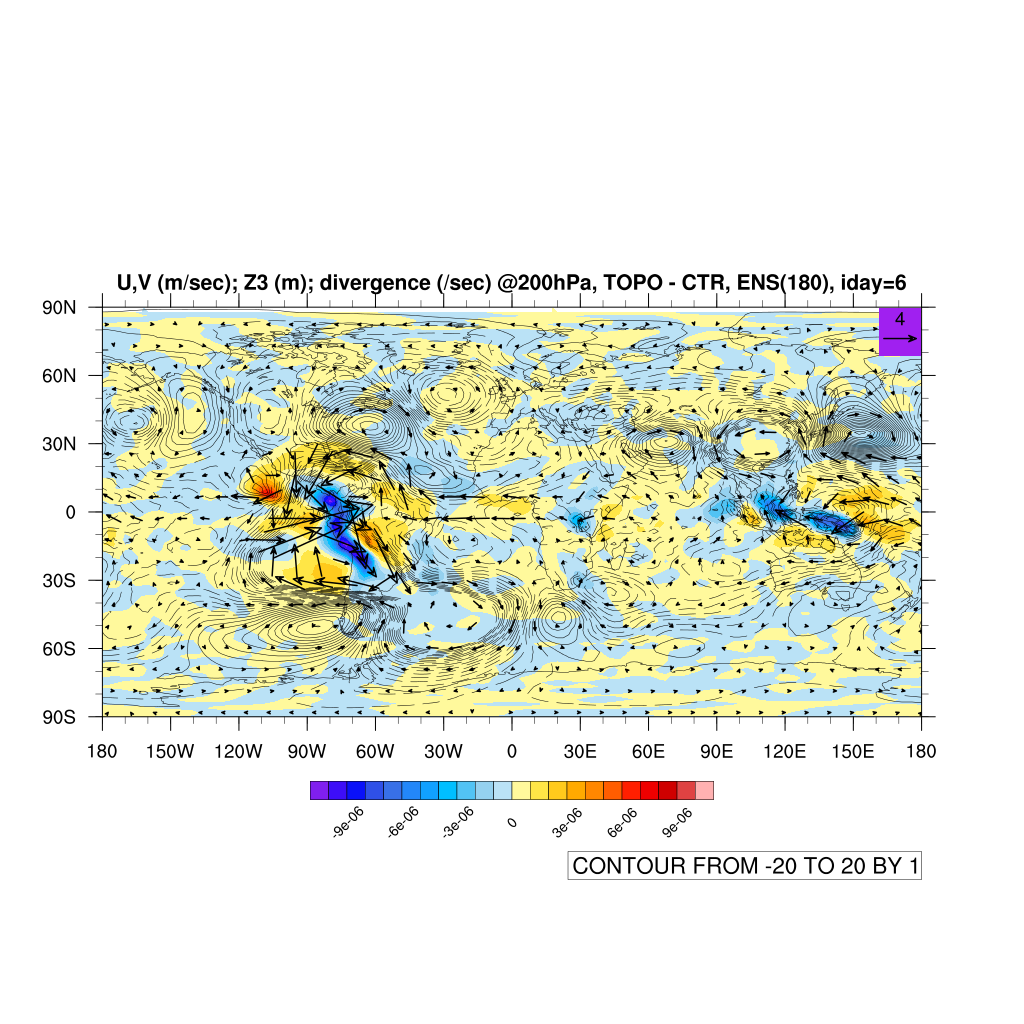 U,V (m/sec); Z3 (m); divergence (/sec) @200hPa, TOPO - CTR, ENS(180), iday=6
4
90N
60N
30N
0
30S
60S
90S
180 150W 120W 90W 60W 30W 0 30E 60E 90E 120E 150E 180
-9e-06 -6e-06 -3e-06 0 3e-06 6e-06 9e-06
CONTOUR FROM -20 TO 20 BY 1